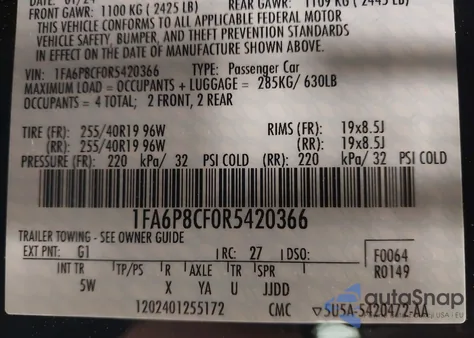 DATE: 01/24
FRONT GAWR: 1100 KG ( 2425 LB) REAR GAWR: 1109 KG ( 2445 LB)
THIS VEHICLE CONFORMS TO ALL APPLICABLE FEDERAL MOTOR
VEHICLE SAFETY, BUMPER, AND THEFT PREVENTION STANDARDS
IN EFFECT ON THE DATE OF MANUFACTURE SHOWN ABOVE.
VIN: 1FA6P8CF0R5420366 TYPE: Passenger Car
MAXIMUM LOAD = OCCUPANTS + LUGGAGE = 285KG/ 630LB
OCCUPANTS = 4 TOTAL; 2 FRONT, 2 REAR
TIRE (FR): 255/40R19 96W RIMS (FR): 19x8.5J
(RR): 255/40R19 96W (RR): 19x8.5J
PRESSURE (FR): 220 kPa/ 32 PSI COLD (RR): 220 kPa/ 32 PSI COLD
1FA6P8CF0R5420366
TRAILER TOWING - SEE OWNER GUIDE
EXT PNT: G1 RC: 27 DSO: F0064
R0149
INT TR TP/PS R AXLE TR SPR
5W X YA U JJDD
1202401255172 CMC ▽SU5A-5420472-AA
autoSnap